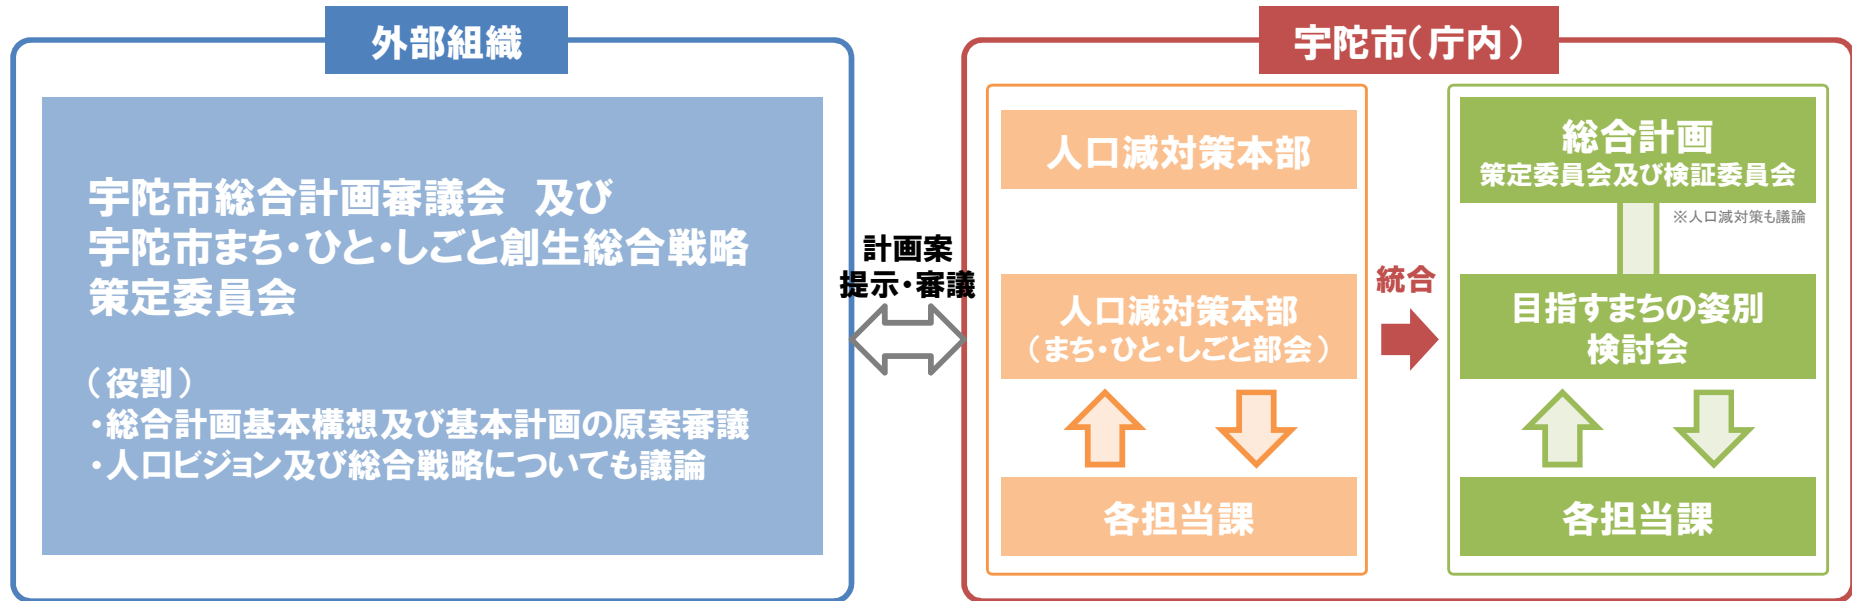 外部組織
宇陀市総合計画審議会　及び
宇陀市まち・ひと・しごと創生総合戦略
策定委員会
（役割）
・総合計画基本構想及び基本計画の原案審議
・人口ビジョン及び総合戦略についても議論
計画案
提示・審議
宇陀市（庁内）
人口減対策本部
人口減対策本部
（まち・ひと・しごと部会）
各担当課
統合
総合計画
策定委員会及び検証委員会
※人口減対策も議論
目指すまちの姿別
検討会
各担当課